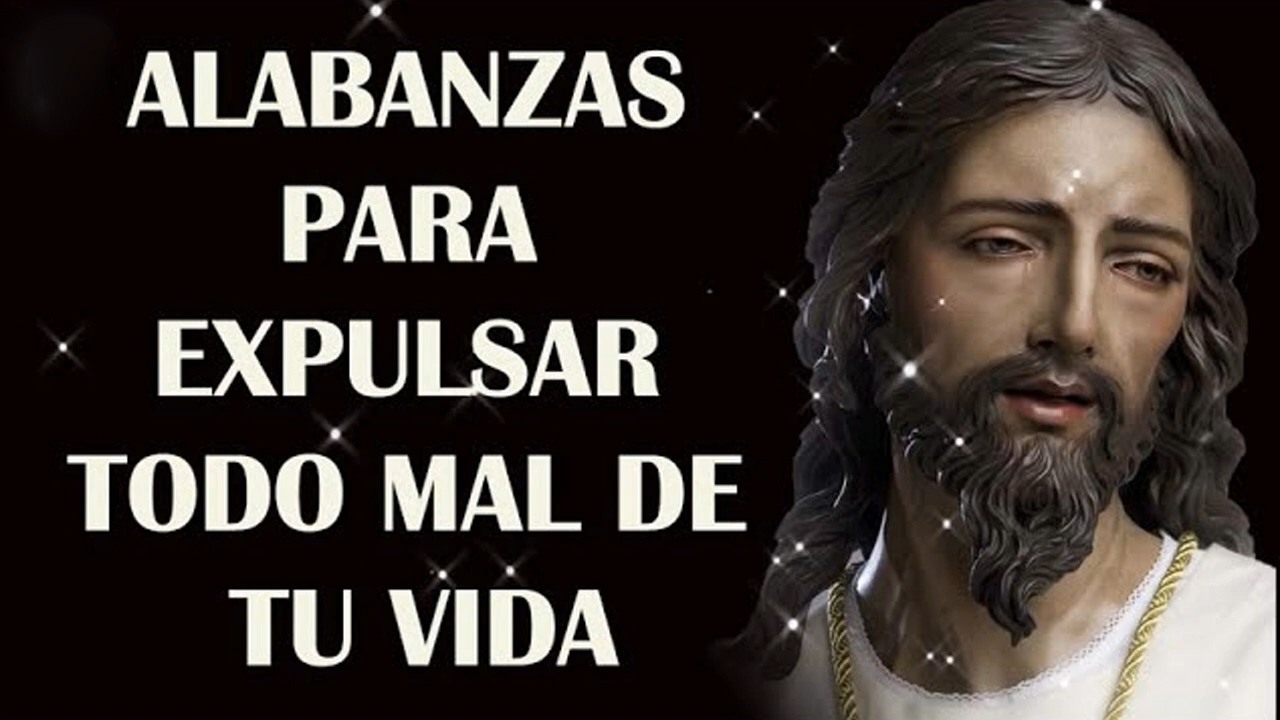 ALABANZAS
PARA
EXPULSAR
TODO MAL DE
TU VIDA